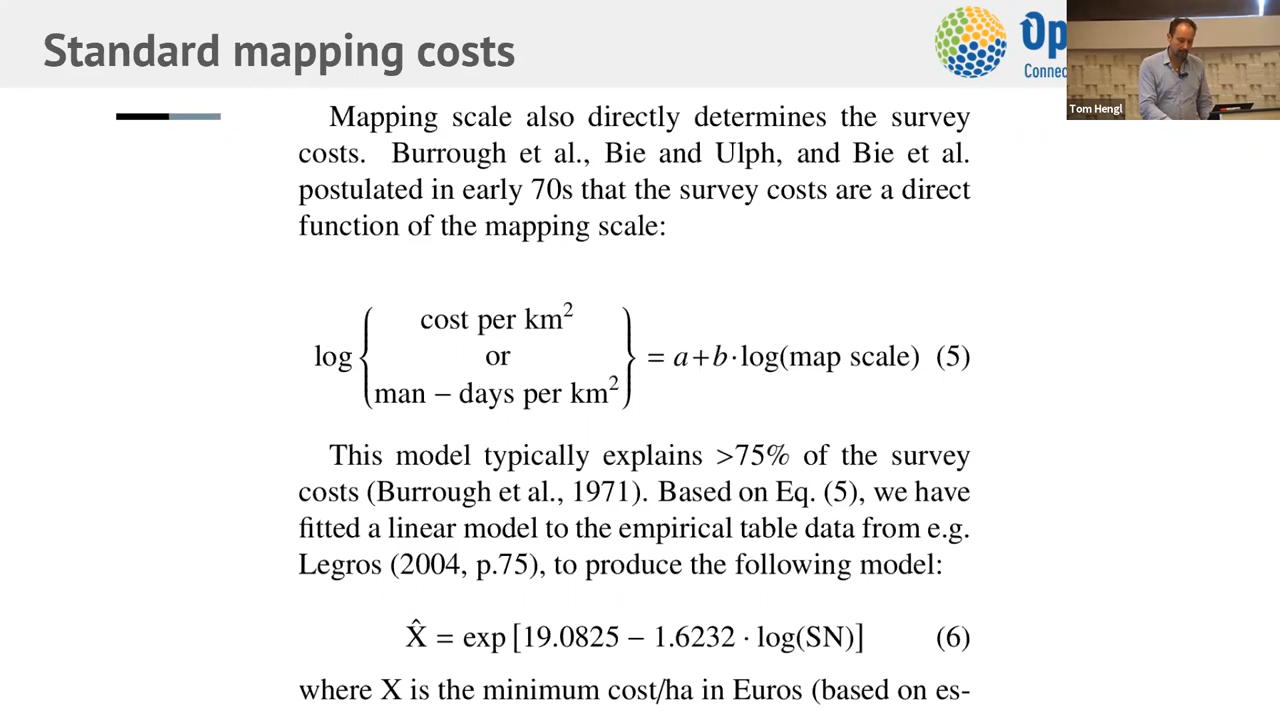 Standard mapping costs
Op
Connec
Tom Hengl
Mapping scale also directly determines the survey
costs. Burrough et al., Bie and Ulph, and Bie et al.
postulated in early 70s that the survey costs are a direct
function of the mapping scale:
log { cost per km² or man − days per km² } = a+b·log(map scale) (5)
This model typically explains >75% of the survey
costs (Burrough et al., 1971). Based on Eq. (5), we have
fitted a linear model to the empirical table data from e.g.
Legros (2004, p.75), to produce the following model:
X̂ = exp [19.0825 − 1.6232 · log(SN)] (6)
where X is the minimum cost/ha in Euros (based on es-